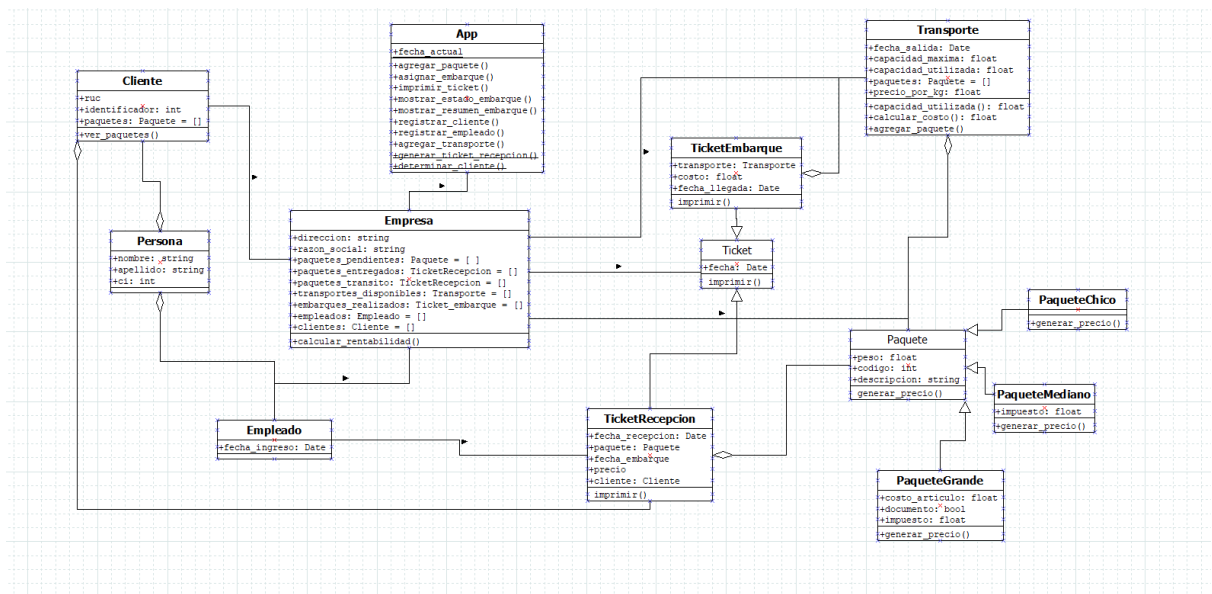 App
+fecha_actual
+agregar_paquete()
+asignar_embarque()
+imprimir_ticket()
+mostrar_estado_embarque()
+mostrar_resumen_embarque()
+registrar_cliente()
+registrar_empleado()
+agregar_transporte()
+generar_ticket_recepcion()
+determinar_cliente()
Transporte
+fecha_salida: Date
+capacidad_maxima: float
+capacidad_utilizada: float
+paquetes: Paquete = []
+precio_por_kg: float
+capacidad_utilizada(): float
+calcular_costo(): float
+agregar_paquete()
Cliente
+ruc
+identificador: int
+paquetes: Paquete = []
+ver_paquetes()
TicketEmbarque
+transporte: Transporte
+costo: float
+fecha_llegada: Date
imprimir()
Persona
+nombre: string
+apellido: string
+ci: int
Empresa
+direccion: string
+razon_social: string
+paquetes_pendientes: Paquete = [ ]
+paquetes_entregados: TicketRecepcion = []
+paquetes_transito: TicketRecepcion = []
+transportes_disponibles: Transporte = []
+embarques_realizados: Ticket_embarque = []
+empleados: Empleado = []
+clientes: Cliente = []
+calcular_rentabilidad()
Ticket
+fecha: Date
imprimir()
PaqueteChico
+generar_precio()
Paquete
+peso: float
+codigo: int
+descripcion: string
generar_precio()
PaqueteMediano
+impuesto: float
+generar_precio()
Empleado
+fecha_ingreso: Date
TicketRecepcion
+fecha_recepcion: Date
+paquete: Paquete
+fecha_embarque
+precio
+cliente: Cliente
imprimir()
PaqueteGrande
+costo_articulo: float
+documento: bool
+impuesto: float
+generar_precio()